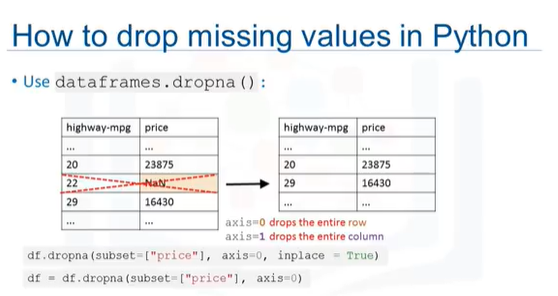 How to drop missing values in Python
• Use dataframes.dropna():
highway-mpg price
... ...
20 23875
22 NaN
29 16430
... ...
highway-mpg price
... ...
20 23875
29 16430
... ...
axis=0 drops the entire row
axis=1 drops the entire column
df.dropna(subset=["price"], axis=0, inplace = True)
df = df.dropna(subset=["price"], axis=0)